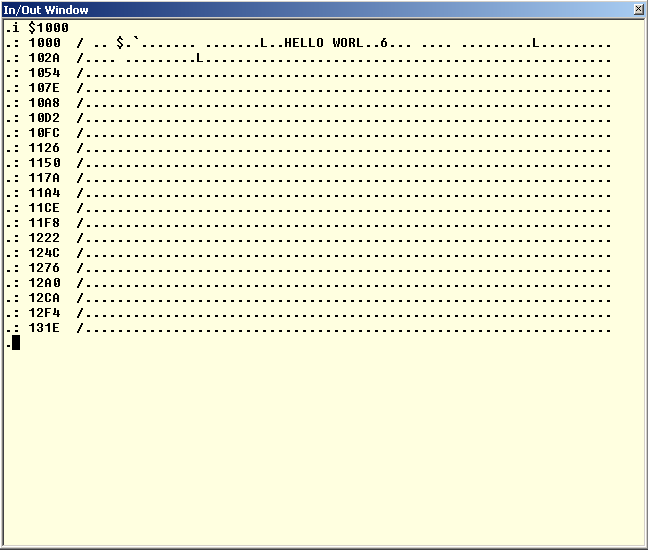 In/Out Window
.i $1000
.: 1000  / .. $.`....... .......L..HELLO WORL..6... .... .........L.........
.: 102A  /.... .........L...................................................
.: 1054  /..................................................................
.: 107E  /..................................................................
.: 10A8  /..................................................................
.: 10D2  /..................................................................
.: 10FC  /..................................................................
.: 1126  /..................................................................
.: 1150  /..................................................................
.: 117A  /..................................................................
.: 11A4  /..................................................................
.: 11CE  /..................................................................
.: 11F8  /..................................................................
.: 1222  /..................................................................
.: 124C  /..................................................................
.: 1276  /..................................................................
.: 12A0  /..................................................................
.: 12CA  /..................................................................
.: 12F4  /..................................................................
.: 131E  /..................................................................
.